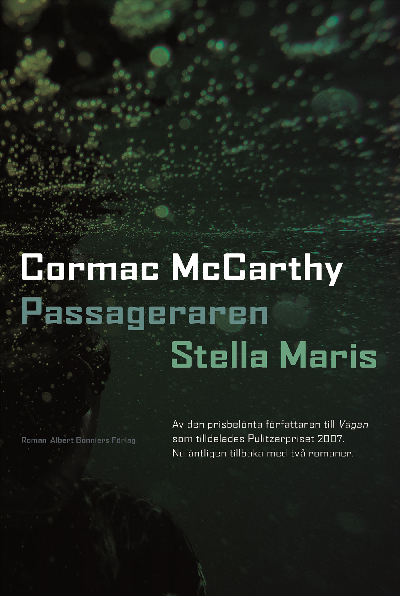 Cormac McCarthy
Passageraren
Stella Maris
Av den prisbelönta författaren till Vägen
som tilldelades Pulitzerpriset 2007.
Nu äntligen tillbaka med två romaner.
Roman Albert Bonniers Förlag